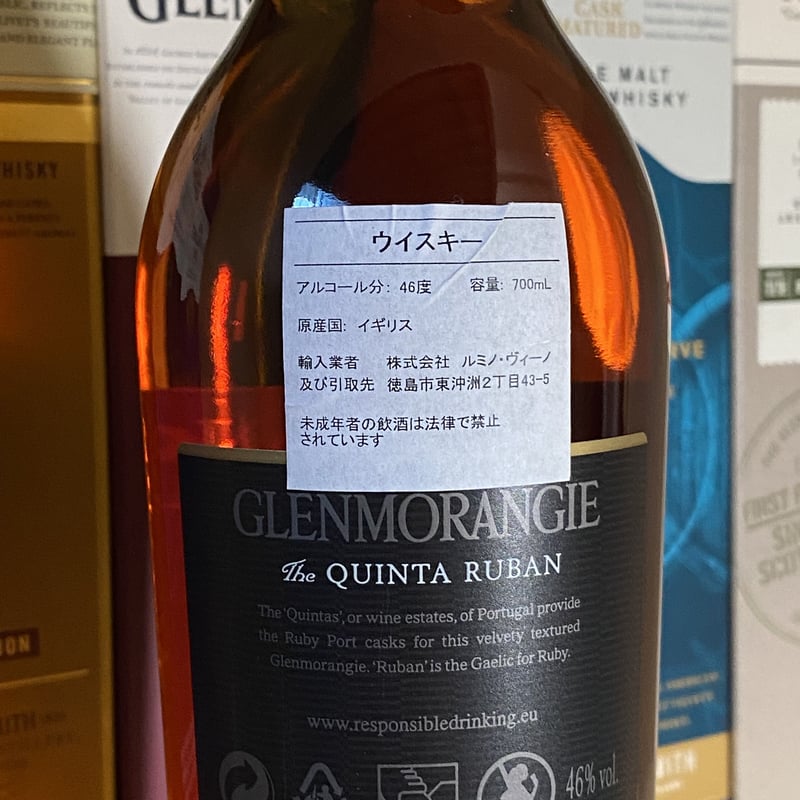 ウイスキー
アルコール分: 46度 容量: 700mL
原産国: イギリス
輸入業者 株式会社 ルミノ・ヴィーノ
及び引取先 徳島市東沖洲2丁目43-5
未成年者の飲酒は法律で禁止
されています
GLENMORANGIE
The QUINTA RUBAN
The 'Quintas', or wine estates, of Portugal provide
the Ruby Port casks for this velvety textured
Glenmorangie. 'Ruban' is the Gaelic for Ruby.
www.responsibledrinking.eu
46% vol.
CASK
MATURED
MALT
WHISKY
WHISKY